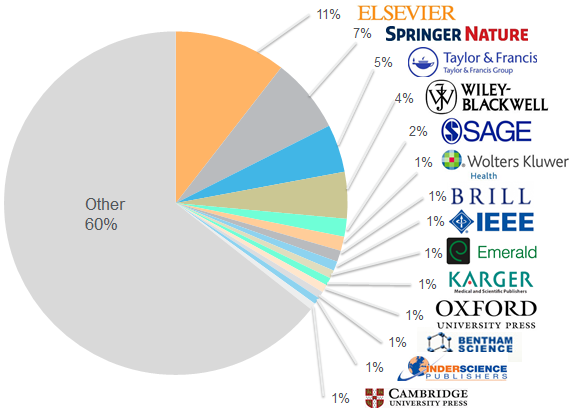 11% ELSEVIER
7% SPRINGER NATURE
5% Taylor & Francis
Taylor & Francis Group
4% WILEY-
BLACKWELL
2% SAGE
1% Wolters Kluwer
Health
1% BRILL
1% IEEE
1% Emerald
1% KARGER
Medical and Scientific Publishers
1% OXFORD
UNIVERSITY PRESS
1% BENTHAM
SCIENCE
1% INDERSCIENCE
PUBLISHERS
1% CAMBRIDGE
UNIVERSITY PRESS
Other
60%